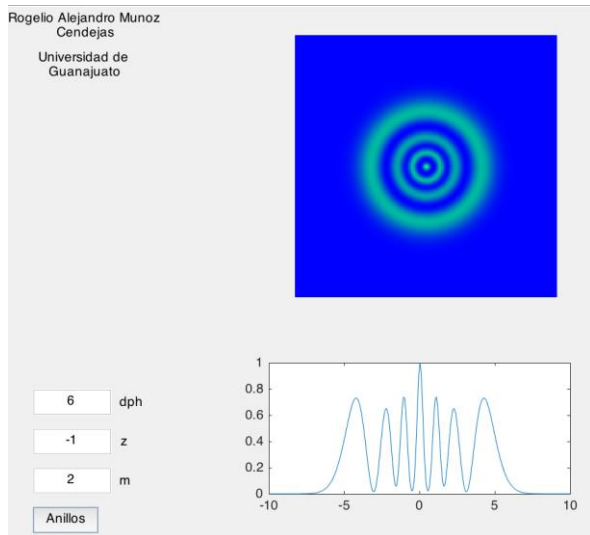 Rogelio Alejandro Munoz
Cendejas
Universidad de
Guanajuato
6 dph
-1 z
2 m
Anillos
1
0.8
0.6
0.4
0.2
0
-10 -5 0 5 10